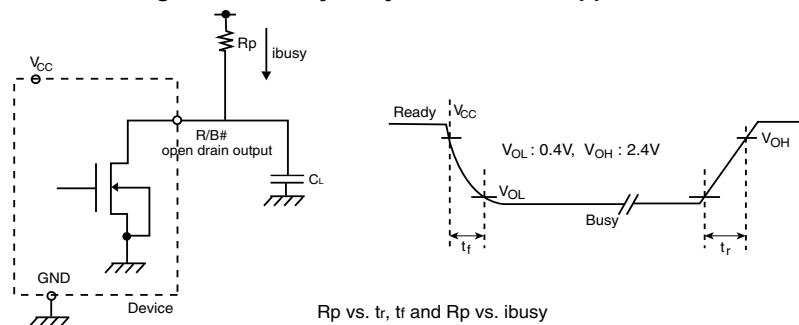 Rp
ibusy
VCC
R/B#
open drain output
CL
GND
Device
Ready
VCC
VOL : 0.4V, VOH : 2.4V
VOH
VOL
Busy
tf
tr
Rp vs. tr, tf and Rp vs. ibusy